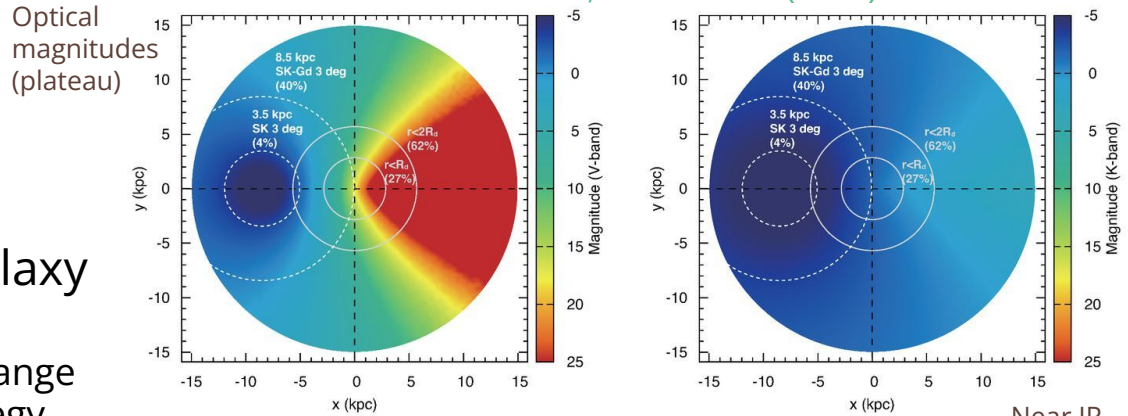 Optical
magnitudes
(plateau)
laxy
ange
8.5 kpc
SK-Gd 3 deg
(40%)
3.5 kpc
SK 3 deg
(4%)
r<2Rd
(62%)
r<Rd
(27%)
15
10
5
0
-5
-10
-15
y (kpc)
-15 -10 -5 0 5 10 15
x (kpc)
-5
0
5
10
15
20
25
Magnitude (V-band)
8.5 kpc
SK-Gd 3 deg
(40%)
3.5 kpc
SK 3 deg
(4%)
r<2Rd
(62%)
r<Rd
(27%)
15
10
5
0
-5
-10
-15
y (kpc)
-15 -10 -5 0 5 10 15
x (kpc)
-5
0
5
10
15
20
25
Magnitude (K-band)
Near IR